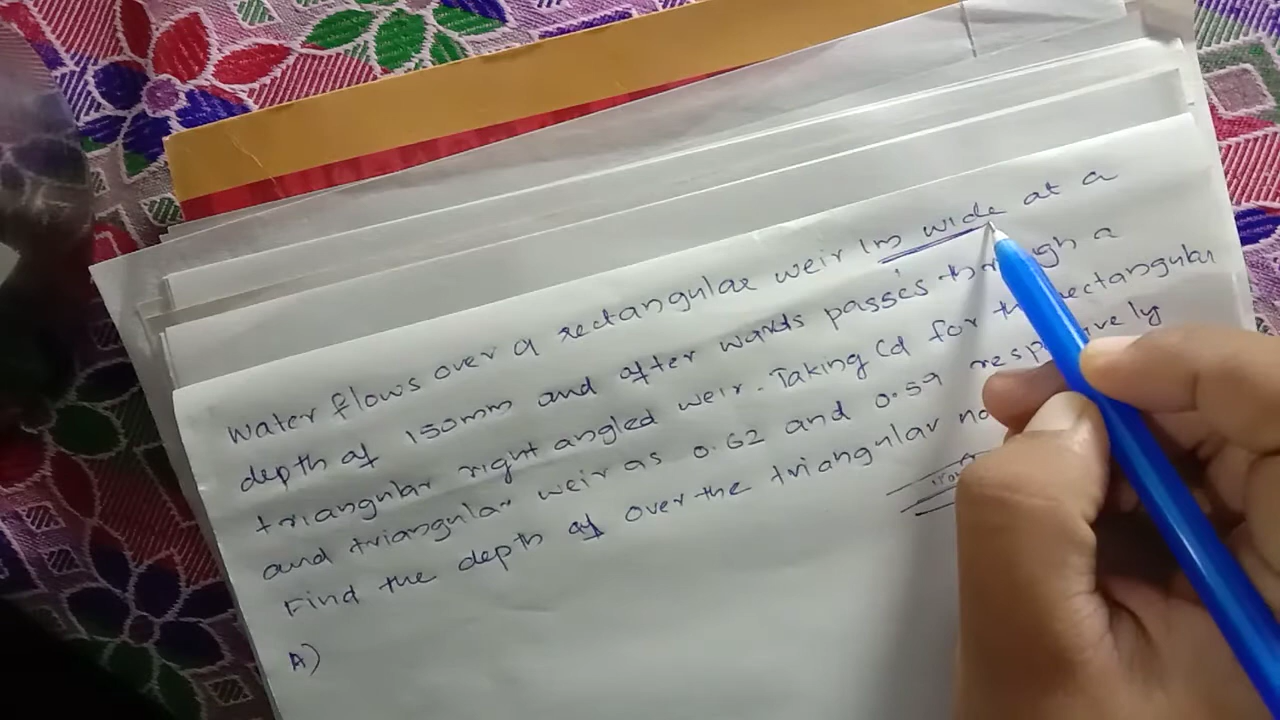 Water flows over a rectangular weir 1m wide at a
depth of 150mm and after wards passes through a
triangular right angled weir. Taking Cd for the rectangular
and triangular weir as 0.62 and 0.59 respectively
Find the depth of over the triangular
A)